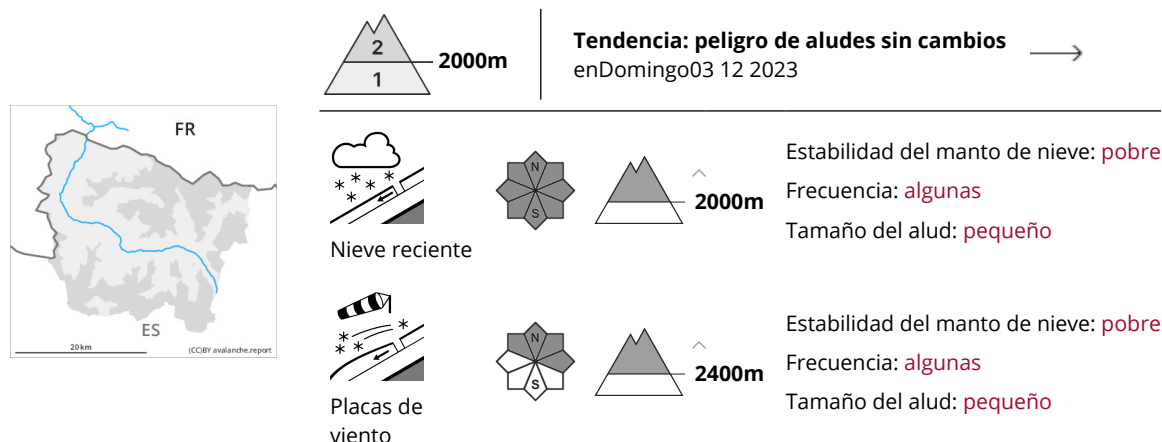 2
1
2000m
Tendencia: peligro de aludes sin cambios
enDomingo03 12 2023
FR
ES
20 km
(CC)BY avalanche.report
Nieve reciente
N
S
2000m
Estabilidad del manto de nieve: pobre
Frecuencia: algunas
Tamaño del alud: pequeño
Placas de
viento
N
S
2400m
Estabilidad del manto de nieve: pobre
Frecuencia: algunas
Tamaño del alud: pequeño